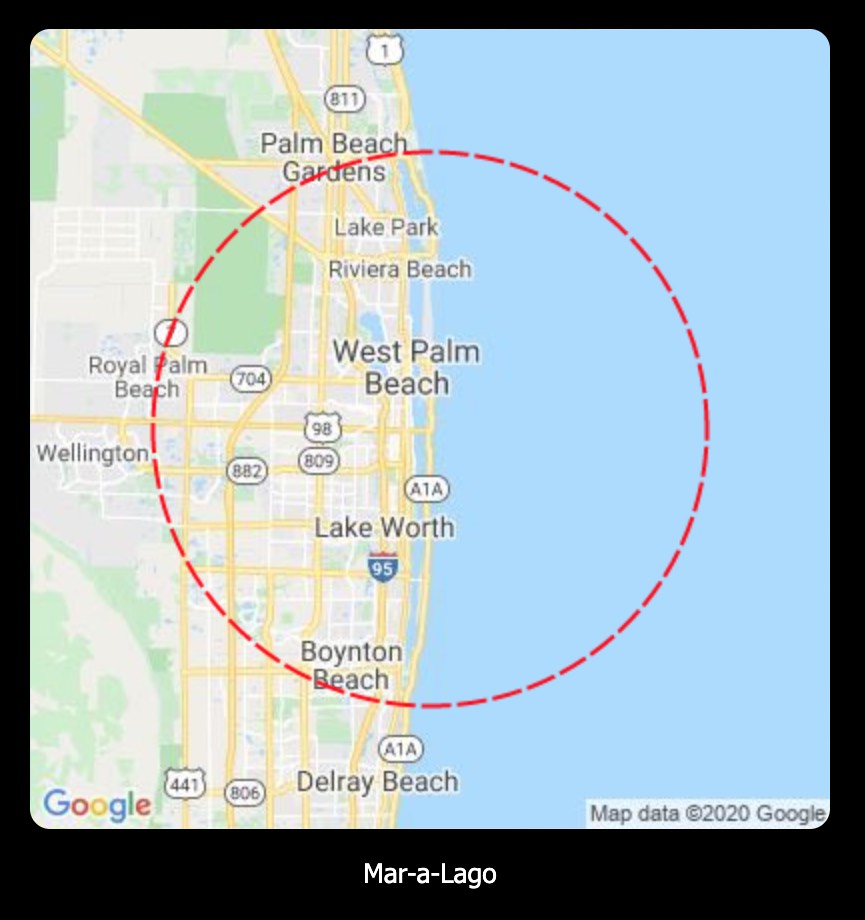 1
811
Palm Beach
Gardens
Lake Park
Riviera Beach
7
West Palm
Beach
Royal Palm
Beach
704
98
Wellington
809
882
A1A
Lake Worth
95
Boynton
Beach
A1A
441
806
Delray Beach
Google
Map data ©2020 Google
Mar-a-Lago